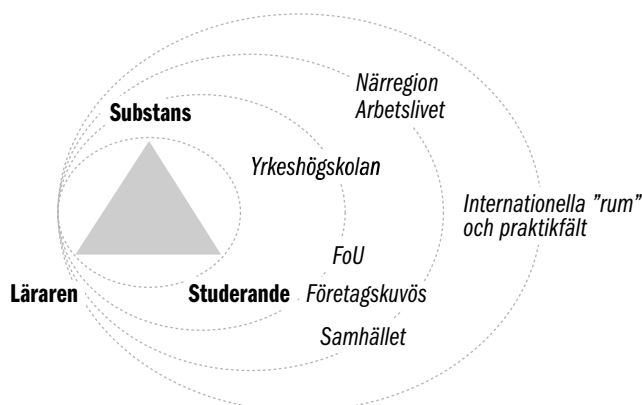 Närregion
Arbetslivet
Substans
Yrkeshögskolan
Internationella ”rum”
och praktikfält
FoU
Läraren
Studerande
Företagskuvös
Samhället